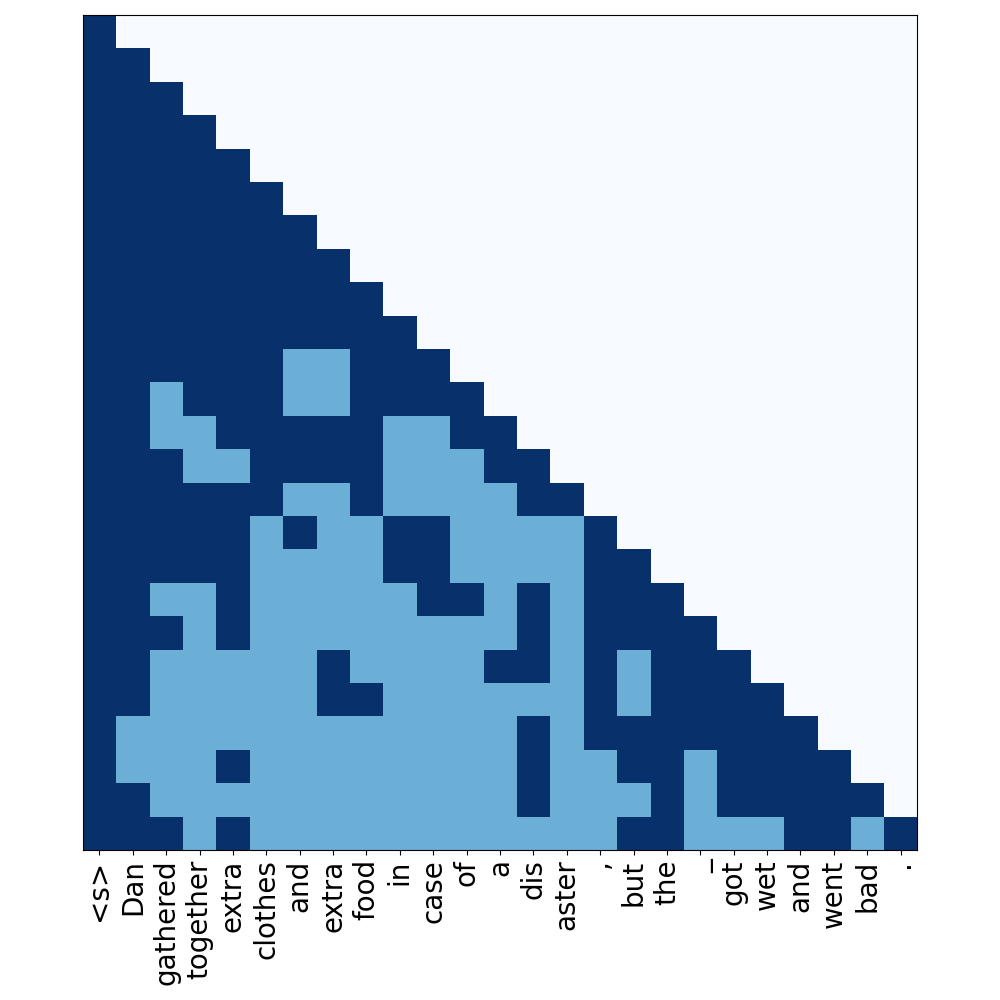 <s> Dan gathered together extra clothes and extra food in case of a dis aster , but the _ got wet and went bad .